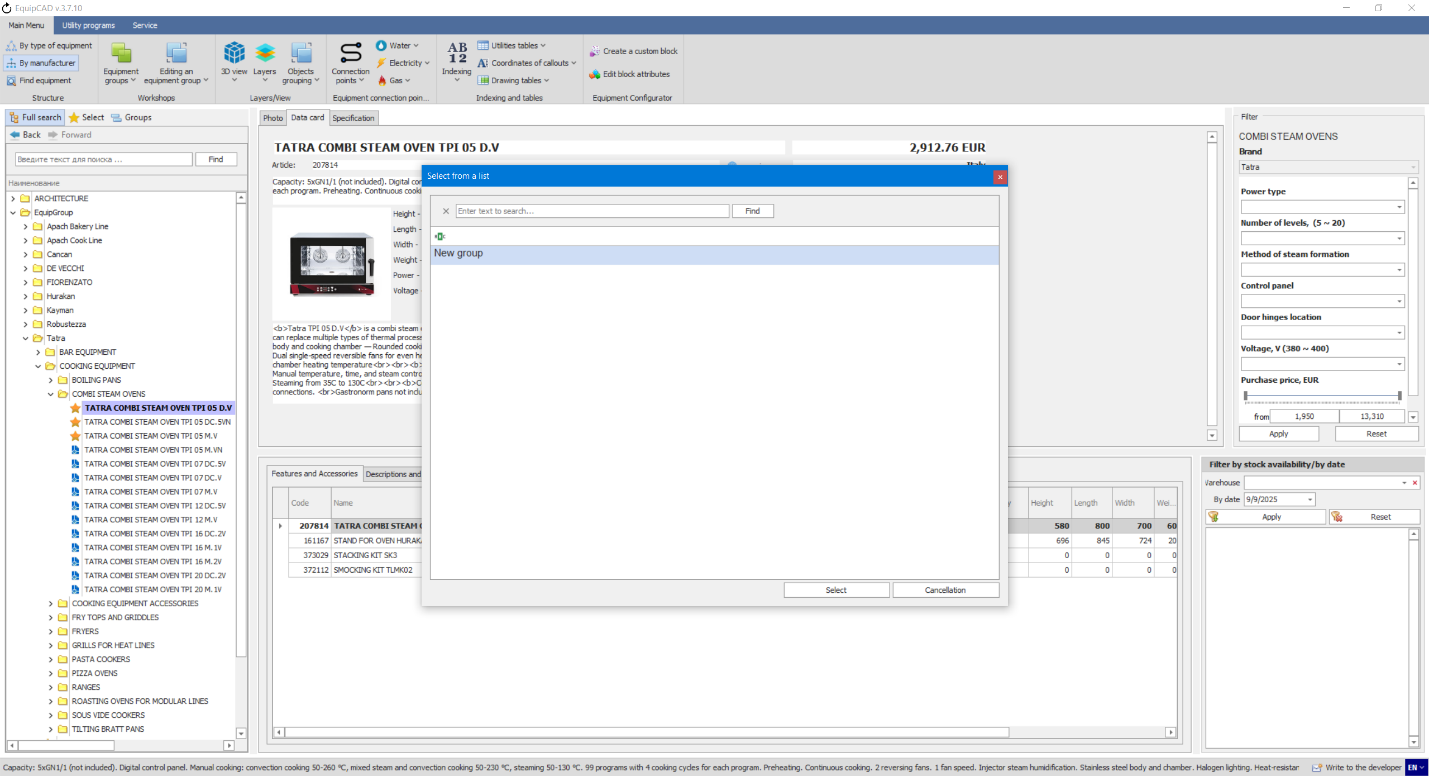 EquipCAD v.3.7.10
Main Menu
Utility programs
Service
By type of equipment
By manufacturer
Find equipment
Structure
Equipment groups
Editing an equipment group
Workshops
3D view
Layers
Objects grouping
Layers/View
Connection points
Water
Electricity
Gas
Equipment connection poin...
AB 12
Indexing
Utilities tables
Coordinates of callouts
Drawing tables
Indexing and tables
Create a custom block
Edit block attributes
Equipment Configurator
Full search
Select
Groups
Back
Forward
Введите текст для поиска ...
Find
Наименование
ARCHITECTURE
EquipGroup
Apach Bakery Line
Apach Cook Line
Cancan
DE VECCHI
FIORENZATO
Hurakan
Kayman
Robustezza
Tatra
BAR EQUIPMENT
COOKING EQUIPMENT
BOILING PANS
COMBI STEAM OVENS
TATRA COMBI STEAM OVEN TPI 05 D.V
TATRA COMBI STEAM OVEN TPI 05 DC.5VN
TATRA COMBI STEAM OVEN TPI 05 M.V
TATRA COMBI STEAM OVEN TPI 05 M.VN
TATRA COMBI STEAM OVEN TPI 07 DC.5V
TATRA COMBI STEAM OVEN TPI 07 DC.V
TATRA COMBI STEAM OVEN TPI 07 M.V
TATRA COMBI STEAM OVEN TPI 12 DC.5V
TATRA COMBI STEAM OVEN TPI 12 M.V
TATRA COMBI STEAM OVEN TPI 16 DC.2V
TATRA COMBI STEAM OVEN TPI 16 M.1V
TATRA COMBI STEAM OVEN TPI 16 M.2V
TATRA COMBI STEAM OVEN TPI 20 DC.2V
TATRA COMBI STEAM OVEN TPI 20 M.1V
COOKING EQUIPMENT ACCESSORIES
FRY TOPS AND GRIDDLES
FRYERS
GRILLS FOR HEAT LINES
PASTA COOKERS
PIZZA OVENS
RANGES
ROASTING OVENS FOR MODULAR LINES
SOUS VIDE COOKERS
TILTING BRATT PANS
Photo
Data card
Specification
TATRA COMBI STEAM OVEN TPI 05 D.V
2,912.76 EUR
Article: 207814
Capacity: 5xGN1/1 (not included). Digital co
each program. Preheating. Continuous cooki
Height -
Length -
Width -
Weight -
Power -
Voltage -
<b>Tatra TPI 05 D.V</b> is a combi steam
can replace multiple types of thermal process
body and cooking chamber — Rounded cooki
Dual single-speed reversible fans for even he
chamber heating temperature<br><br><b>
Manual temperature, time, and steam contro
Steaming from 35C to 130C<br><br><b>C
connections. <br>Gastronorm pans not inclu
Select from a list
Enter text to search...
Find
New group
Select
Cancellation
Features and Accessories
Descriptions and
Code
Name
Height
Length
Width
Wei...
207814 TATRA COMBI STEAM 580 800 700 60
161167 STAND FOR OVEN HURAK 696 845 724 20
373029 STACKING KIT SK3 0 0 0
372112 SMOCKING KIT TLMK02 0 0 0
Filter
COMBI STEAM OVENS
Brand
Tatra
Power type
Number of levels, (5 ~ 20)
Method of steam formation
Control panel
Door hinges location
Voltage, V (380 ~ 400)
Purchase price, EUR
from 1,950 13,310
Apply
Reset
Filter by stock availability/by date
Warehouse
By date 9/9/2025
Apply
Reset
Capacity: 5xGN1/1 (not included). Digital control panel. Manual cooking: convection cooking 50-260 °C, mixed steam and convection cooking 50-230 °C, steaming 50-130 °C. 99 programs with 4 cooking cycles for each program. Preheating. Continuous cooking. 2 reversing fans. 1 fan speed. Injector steam humidification. Stainless steel body and chamber. Halogen lighting. Heat-resistar
Write to the developer
EN